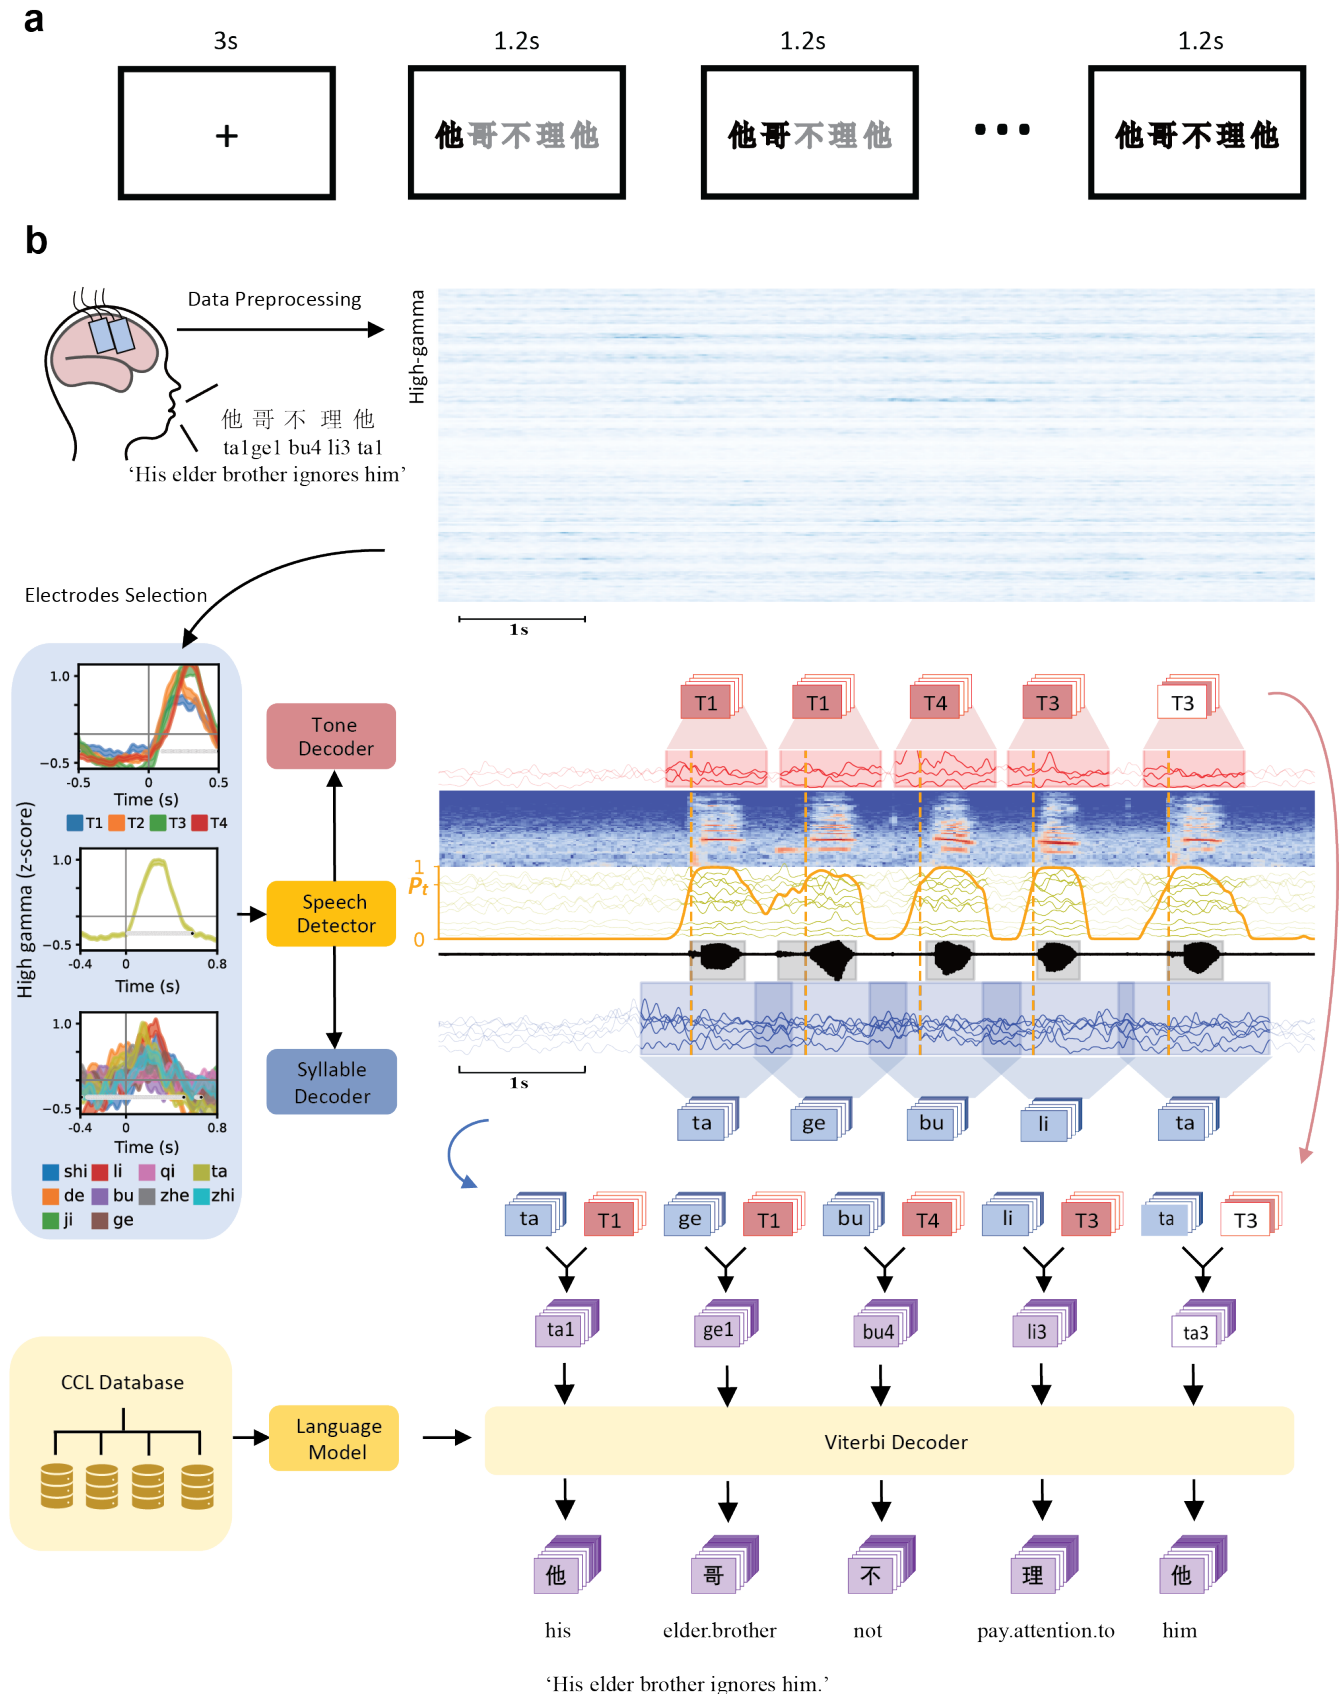 a
3s 1.2s 1.2s 1.2s
+ 他哥不理他 他哥不理他 ... 他哥不理他
b
Data Preprocessing
High-gamma
他 哥 不 理 他
ta1ge1 bu4 li3 ta1
‘His elder brother ignores him’
1s
Electrodes Selection
High gamma (z-score)
1.0
−0.5
-0.5 0 0.5
Time (s)
T1 T2 T3 T4
1.0
−0.5
-0.4 0 0.8
Time (s)
1.0
−0.5
-0.4 0 0.8
Time (s)
shi li qi ta
de bu zhe zhi
ji ge
Tone
Decoder
Speech
Detector
Syllable
Decoder
T1 T1 T4 T3 T3
1
Pt
0
1s
ta ge bu li ta
ta T1 ge T1 bu T4 li T3 ta T3
ta1 ge1 bu4 li3 ta3
CCL Database
Language
Model
Viterbi Decoder
他 哥 不 理 他
his elder.brother not pay.attention.to him
‘His elder brother ignores him.’